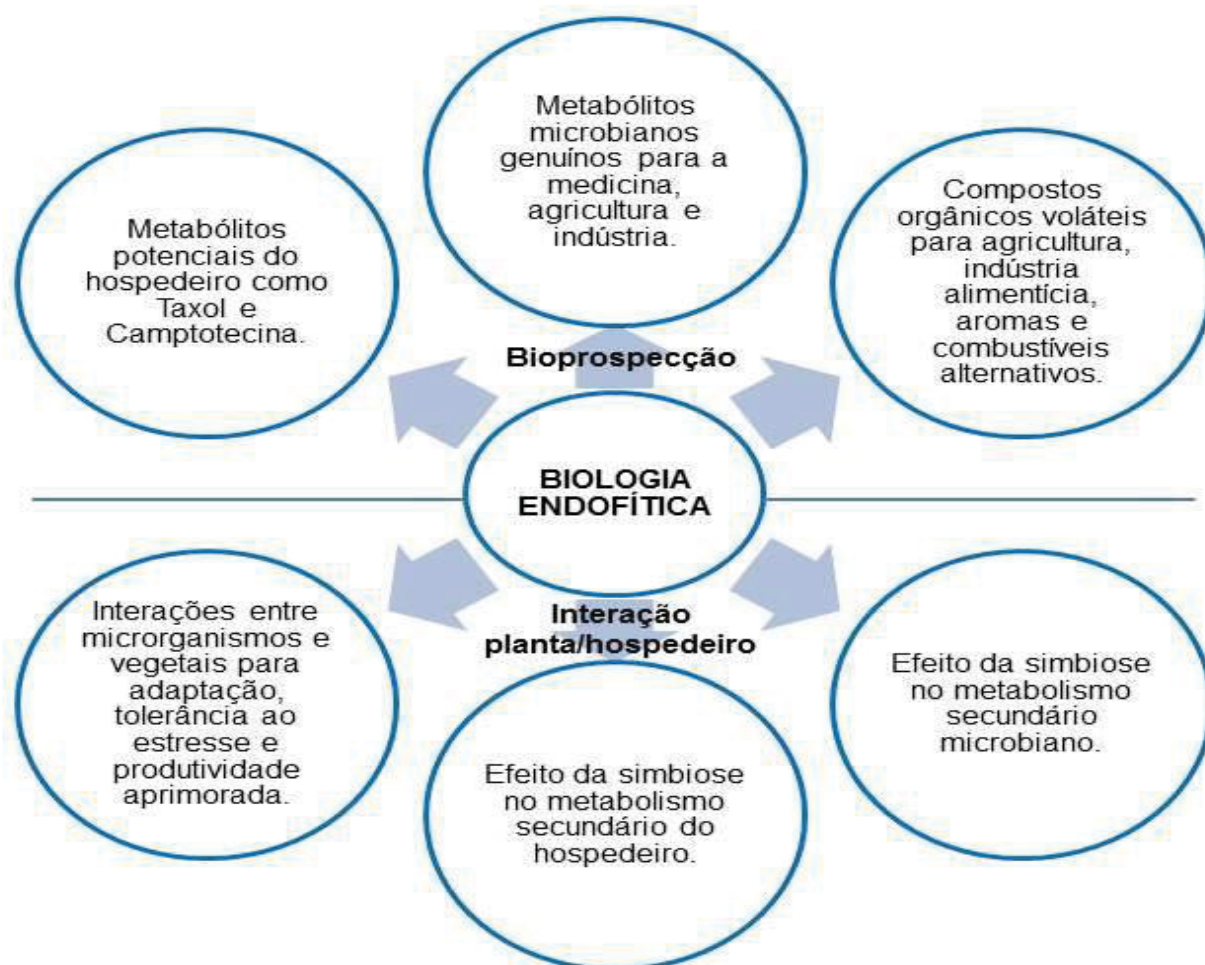 Metabólitos
microbianos
genuínos para a
medicina,
agricultura e
indústria.
Metabólitos
potenciais do
hospedeiro como
Taxol e
Camptotecina.
Compostos
orgânicos voláteis
para agricultura,
indústria
alimentícia,
aromas e
combustíveis
alternativos.
Bioprospecção
BIOLOGIA
ENDOFÍTICA
Interação
planta/hospedeiro
Interações entre
microrganismos e
vegetais para
adaptação,
tolerância ao
estresse e
produtividade
aprimorada.
Efeito da simbiose
no metabolismo
secundário do
hospedeiro.
Efeito da simbiose
no metabolismo
secundário
microbiano.